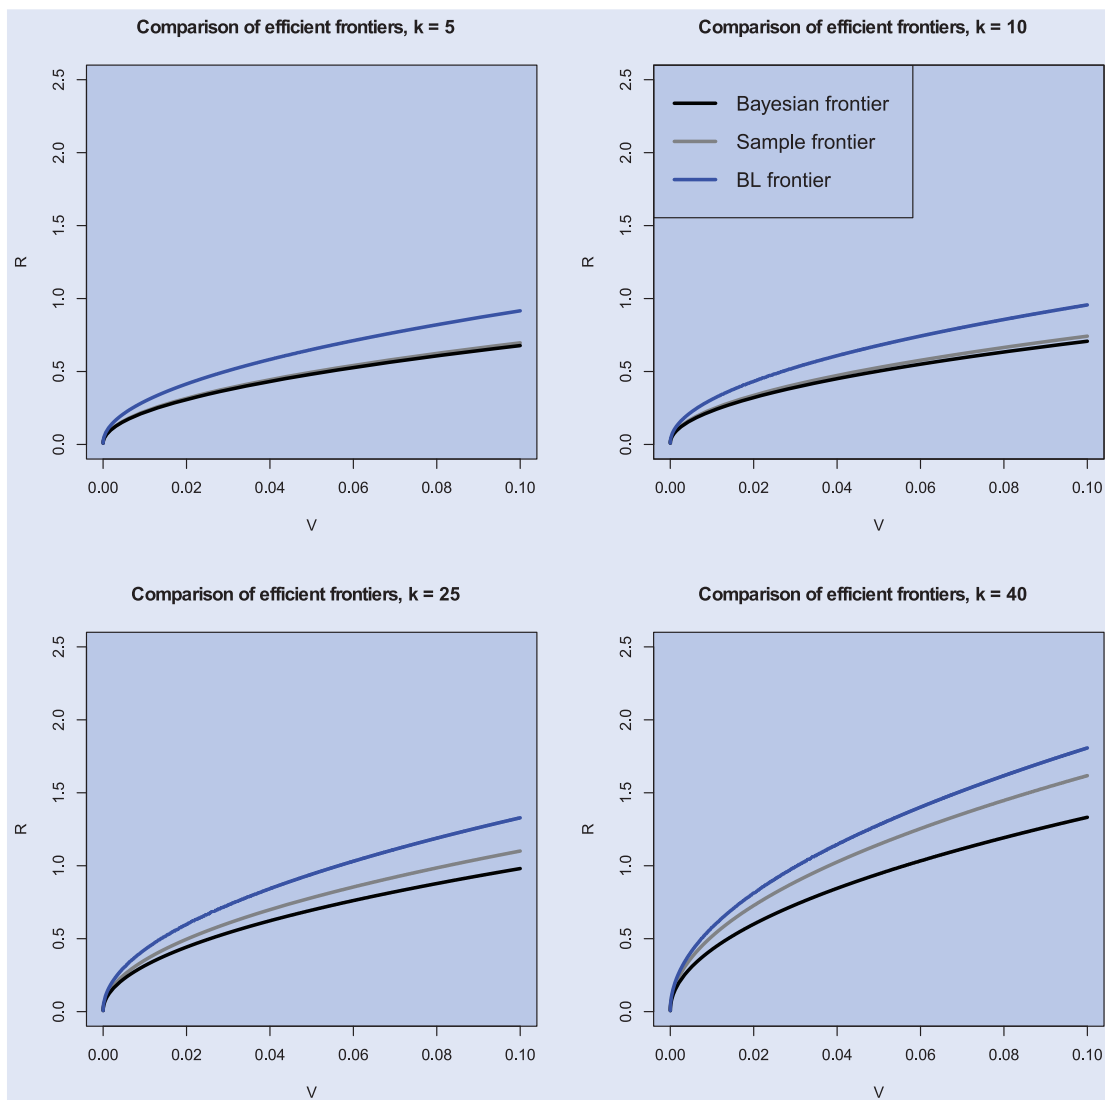 Comparison of efficient frontiers, k = 5
2.5
2.0
1.5
1.0
0.5
0.0
R
0.00 0.02 0.04 0.06 0.08 0.10
V
Comparison of efficient frontiers, k = 10
Bayesian frontier
Sample frontier
BL frontier
2.5
2.0
1.5
1.0
0.5
0.0
R
0.00 0.02 0.04 0.06 0.08 0.10
V
Comparison of efficient frontiers, k = 25
2.5
2.0
1.5
1.0
0.5
0.0
R
0.00 0.02 0.04 0.06 0.08 0.10
V
Comparison of efficient frontiers, k = 40
2.5
2.0
1.5
1.0
0.5
0.0
R
0.00 0.02 0.04 0.06 0.08 0.10
V